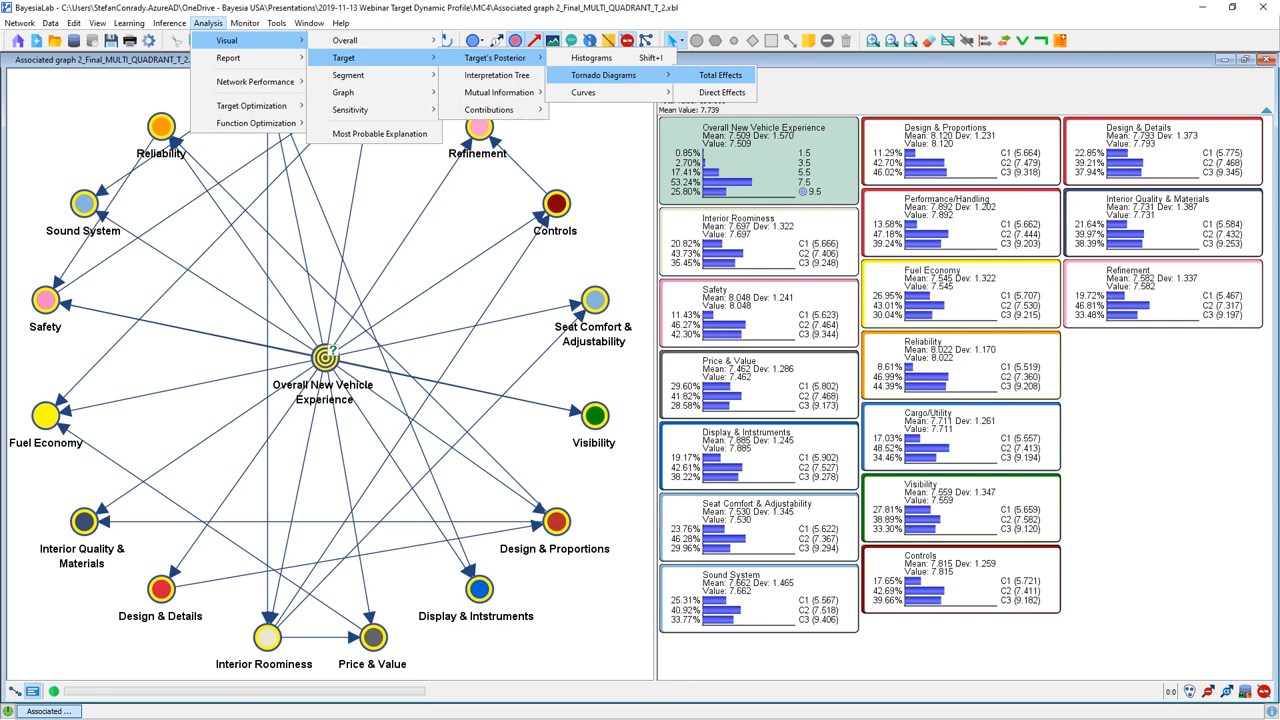 BayesiaLab - C:\Users\StefanConrady.AzureAD\OneDrive - Bayesia USA\Presentations\2019-11-13 Webinar Target Dynamic Profile\MC4\Associated graph 2_Final_MULTI_QUADRANT_T_2.xbl
Network Data Edit View Learning Inference Analysis Monitor Tools Window Help
Associated graph 2_Final_MULTI_QUADRANT_T_2.
Visual
Report
Network Performance
Target Optimization
Function Optimization
Overall
Target
Segment
Graph
Sensitivity
Most Probable Explanation
Target's Posterior
Interpretation Tree
Mutual Information
Contributions
Histograms Shift+I
Tornado Diagrams
Curves
Total Effects
Direct Effects
Mean Value: 7.739
Reliability
Refinement
Sound System
Controls
Safety
Seat Comfort &
Adjustability
Overall New Vehicle
Experience
Fuel Economy
Visibility
Interior Quality &
Materials
Design & Proportions
Design & Details
Display & Intstruments
Interior Roominess
Price & Value
Overall New Vehicle Experience
Mean: 7.509 Dev: 1.570
Value: 7.509
0.85% 1.5
2.70% 3.5
17.41% 5.5
53.24% 7.5
25.80% 9.5
Interior Roominess
Mean: 7.697 Dev: 1.322
Value: 7.697
20.82% C1 (5.666)
43.73% C2 (7.406)
35.45% C3 (9.248)
Safety
Mean: 8.048 Dev: 1.241
Value: 8.048
11.43% C1 (5.623)
46.27% C2 (7.464)
42.30% C3 (9.344)
Price & Value
Mean: 7.462 Dev: 1.286
Value: 7.462
29.60% C1 (5.802)
41.82% C2 (7.468)
28.58% C3 (9.173)
Display & Intstruments
Mean: 7.885 Dev: 1.245
Value: 7.885
19.17% C1 (5.902)
42.61% C2 (7.527)
38.22% C3 (9.278)
Seat Comfort & Adjustability
Mean: 7.530 Dev: 1.345
Value: 7.530
23.76% C1 (5.622)
46.28% C2 (7.367)
29.96% C3 (9.294)
Sound System
Mean: 7.662 Dev: 1.465
Value: 7.662
25.31% C1 (5.567)
40.92% C2 (7.518)
33.77% C3 (9.406)
Design & Proportions
Mean: 8.120 Dev: 1.231
Value: 8.120
11.29% C1 (5.664)
42.70% C2 (7.479)
46.02% C3 (9.318)
Performance/Handling
Mean: 7.892 Dev: 1.202
Value: 7.892
13.58% C1 (5.662)
47.18% C2 (7.444)
39.24% C3 (9.203)
Fuel Economy
Mean: 7.545 Dev: 1.322
Value: 7.545
26.95% C1 (5.707)
43.01% C2 (7.530)
30.04% C3 (9.215)
Reliability
Mean: 8.022 Dev: 1.170
Value: 8.022
8.61% C1 (5.519)
46.99% C2 (7.360)
44.39% C3 (9.208)
Cargo/Utility
Mean: 7.711 Dev: 1.261
Value: 7.711
17.03% C1 (5.557)
48.52% C2 (7.413)
34.46% C3 (9.194)
Visibility
Mean: 7.559 Dev: 1.347
Value: 7.559
27.81% C1 (5.659)
38.89% C2 (7.582)
33.30% C3 (9.120)
Controls
Mean: 7.815 Dev: 1.259
Value: 7.815
17.65% C1 (5.721)
42.69% C2 (7.411)
39.66% C3 (9.182)
Design & Details
Mean: 7.793 Dev: 1.373
Value: 7.793
22.85% C1 (5.775)
39.21% C2 (7.468)
37.94% C3 (9.345)
Interior Quality & Materials
Mean: 7.731 Dev: 1.387
Value: 7.731
21.64% C1 (5.584)
39.97% C2 (7.432)
38.39% C3 (9.253)
Refinement
Mean: 7.582 Dev: 1.337
Value: 7.582
19.72% C1 (5.467)
46.81% C2 (7.317)
33.48% C3 (9.197)
0:0
Associated ...